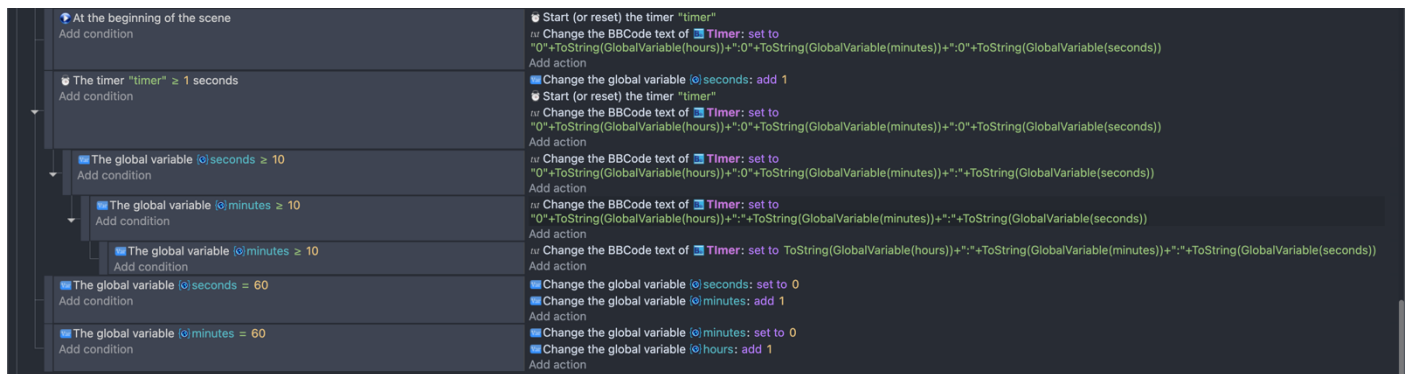 At the beginning of the scene
Add condition
Start (or reset) the timer "timer"
Change the BBCode text of TImer: set to
"0"+ToString(GlobalVariable(hours))+":0"+ToString(GlobalVariable(minutes))+":0"+ToString(GlobalVariable(seconds))
Add action
The timer "timer" ≥ 1 seconds
Add condition
Change the global variable seconds: add 1
Start (or reset) the timer "timer"
Change the BBCode text of TImer: set to
"0"+ToString(GlobalVariable(hours))+":0"+ToString(GlobalVariable(minutes))+":0"+ToString(GlobalVariable(seconds))
Add action
The global variable seconds ≥ 10
Add condition
Change the BBCode text of TImer: set to
"0"+ToString(GlobalVariable(hours))+":0"+ToString(GlobalVariable(minutes))+":"+ToString(GlobalVariable(seconds))
Add action
The global variable minutes ≥ 10
Add condition
Change the BBCode text of TImer: set to
"0"+ToString(GlobalVariable(hours))+":"+ToString(GlobalVariable(minutes))+":"+ToString(GlobalVariable(seconds))
Add action
The global variable minutes ≥ 10
Add condition
Change the BBCode text of TImer: set to ToString(GlobalVariable(hours))+":"+ToString(GlobalVariable(minutes))+":"+ToString(GlobalVariable(seconds))
Add action
The global variable seconds = 60
Add condition
Change the global variable seconds: set to 0
Change the global variable minutes: add 1
Add action
The global variable minutes = 60
Add condition
Change the global variable minutes: set to 0
Change the global variable hours: add 1
Add action